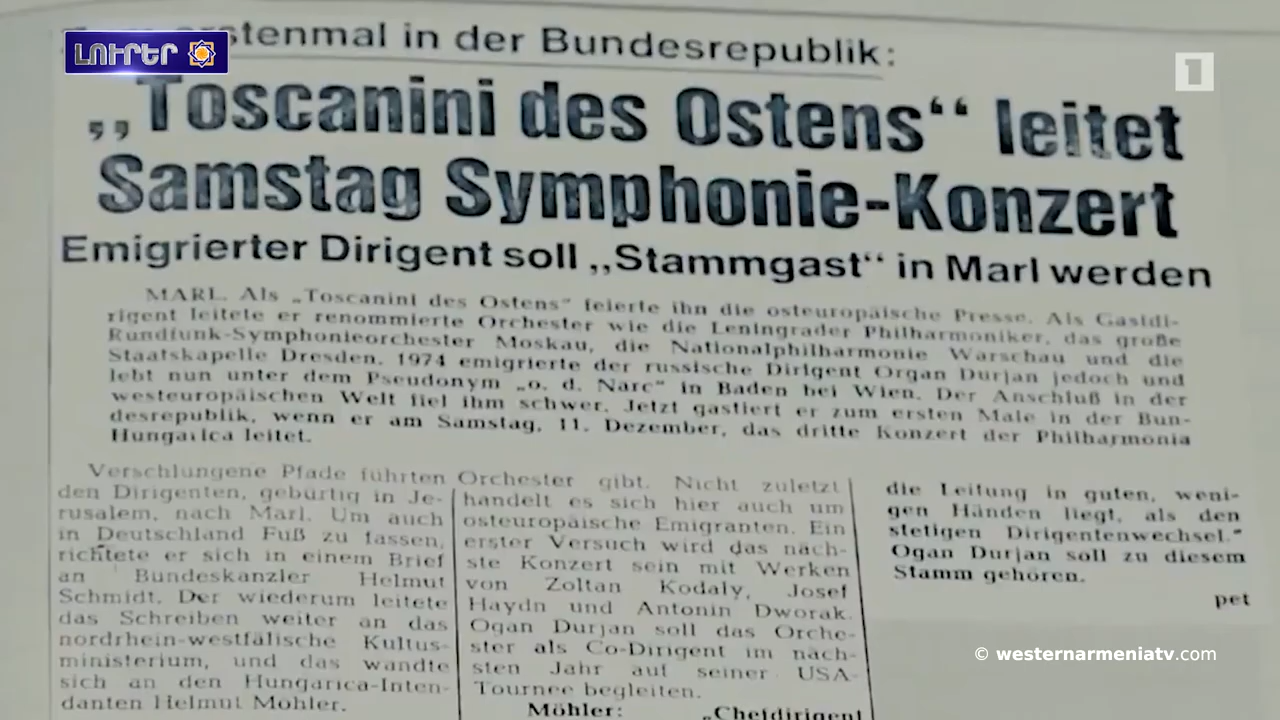 ԼՈՒՐԵՐ
1
stenmal in der Bundesrepublik:
„Toscanini des Ostens“ leitet
Samstag Symphonie-Konzert
Emigrierter Dirigent soll „Stammgast“ in Marl werden
MARL. Als „Toscanini des Ostens“ feierte ihn die osteuropäische Presse. Als Gastdi-
rigent leitete er renommierte Orchester wie die Leningrader Philharmoniker, das große
Rundfunk-Symphonieorchester Moskau, die Nationalphilharmonie Warschau und die
Staatskapelle Dresden. 1974 emigrierte der russische Dirigent Organ Durjan jedoch und
lebt nun unter dem Pseudonym „o. d. Narc“ in Baden bei Wien. Der Anschluß in der
westeuropäischen Welt fiel ihm schwer. Jetzt gastiert er zum ersten Male in der Bun-
desrepublik, wenn er am Samstag, 11. Dezember, das dritte Konzert der Philharmonia
Hungarica leitet.
Verschlungene Pfade führten
den Dirigenten, gebürtig in Je-
rusalem, nach Marl. Um auch
in Deutschland Fuß zu fassen,
richtete er sich in einem Brief
an Bundeskanzler Helmut
Schmidt. Der wiederum leitete
das Schreiben weiter an das
nordrhein-westfälische Kultus-
ministerium, und das wandte
sich an den Hungarica-Inten-
danten Helmut Möhler.
Orchester gibt. Nicht zuletzt
handelt es sich hier auch um
osteuropäische Emigranten. Ein
erster Versuch wird das näch-
ste Konzert sein mit Werken
von Zoltan Kodaly, Josef
Haydn und Antonin Dworak.
Ogan Durjan soll das Orche-
ster als Co-Dirigent im näch-
sten Jahr auf seiner USA-
Tournee begleiten.
Möhler: „Chefdirigent
die Leitung in guten, weni-
gen Händen liegt, als den
stetigen Dirigentenwechsel.“
Ogan Durjan soll zu diesem
Stamm gehören.
pet
© westernarmeniatv.com